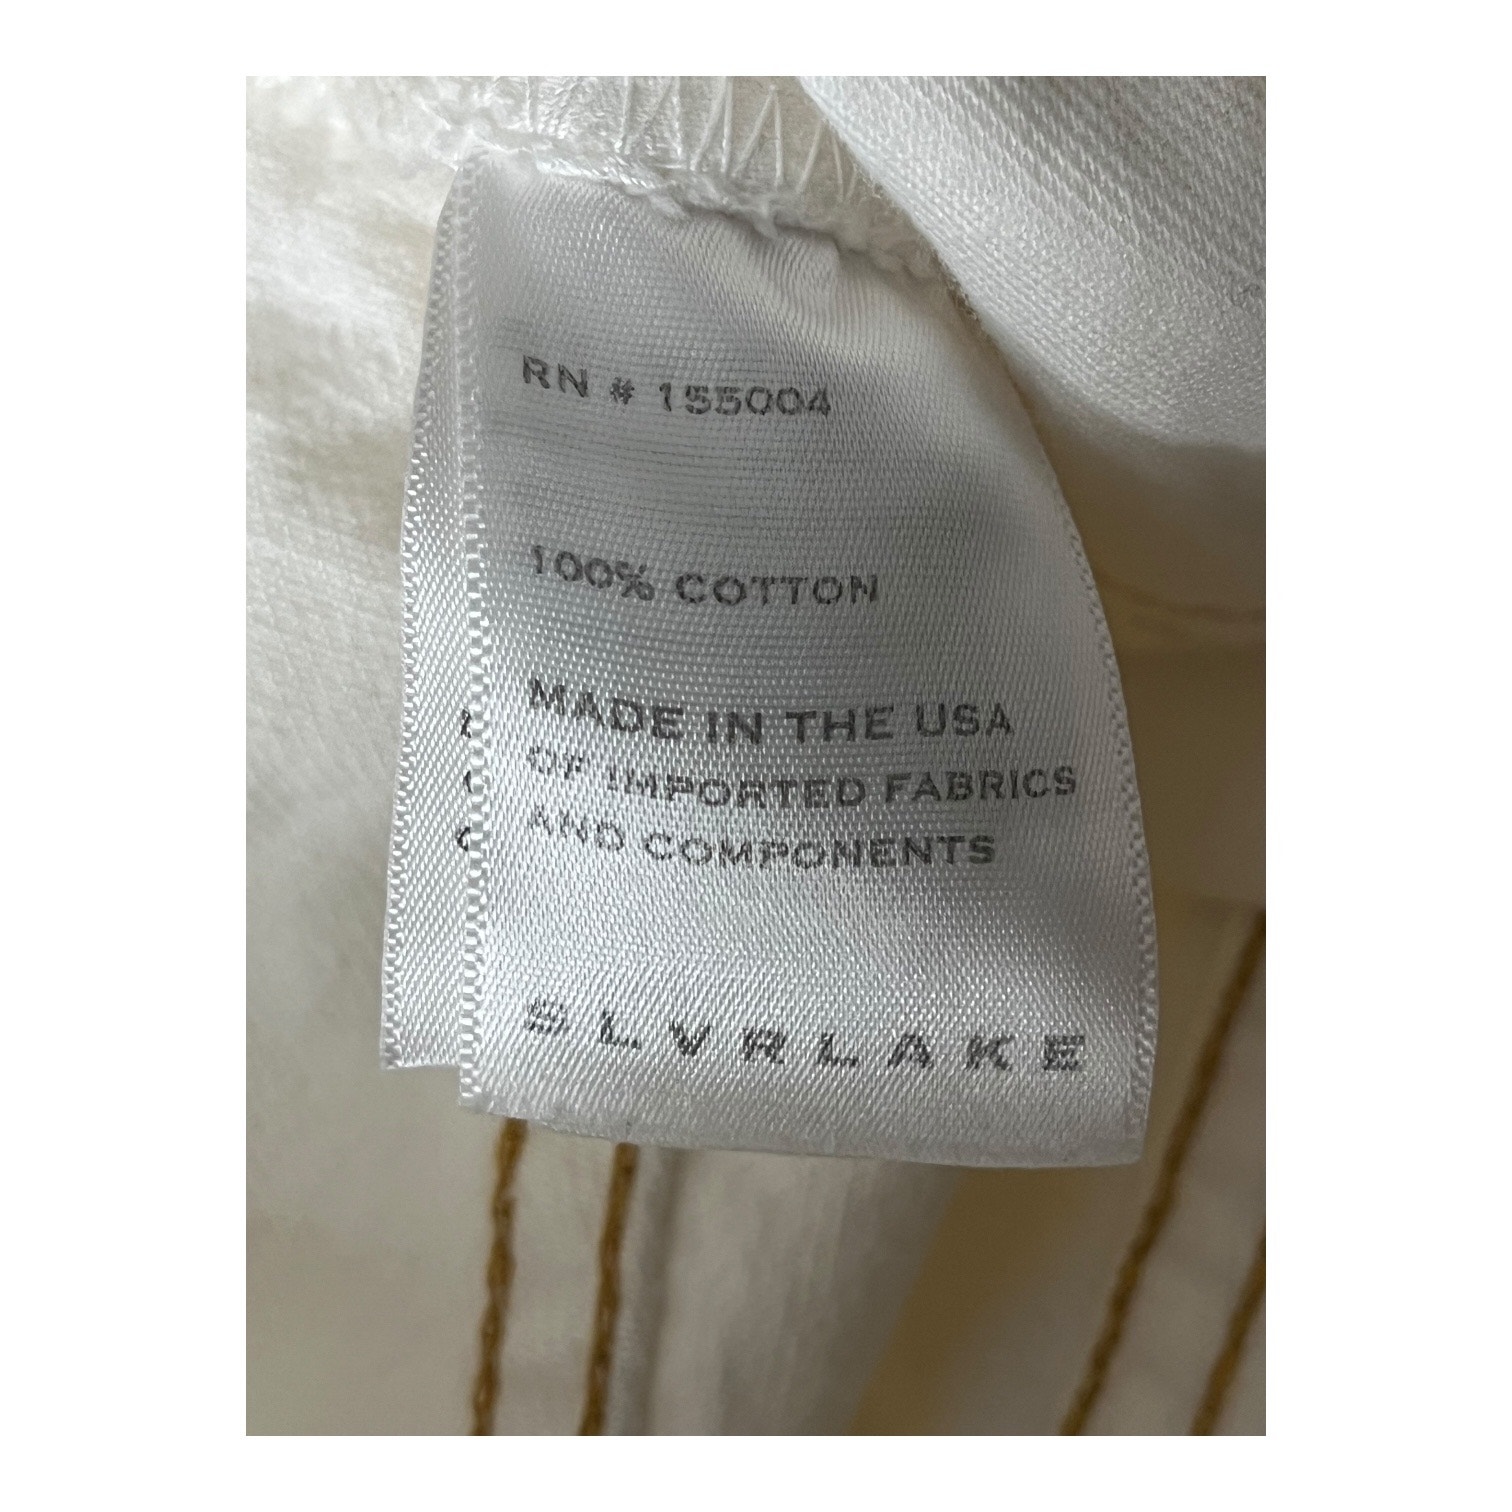 RN # 155004
100% COTTON
MADE IN THE USA
OF IMPORTED FABRICS
AND COMPONENTS
SLVRLAKE